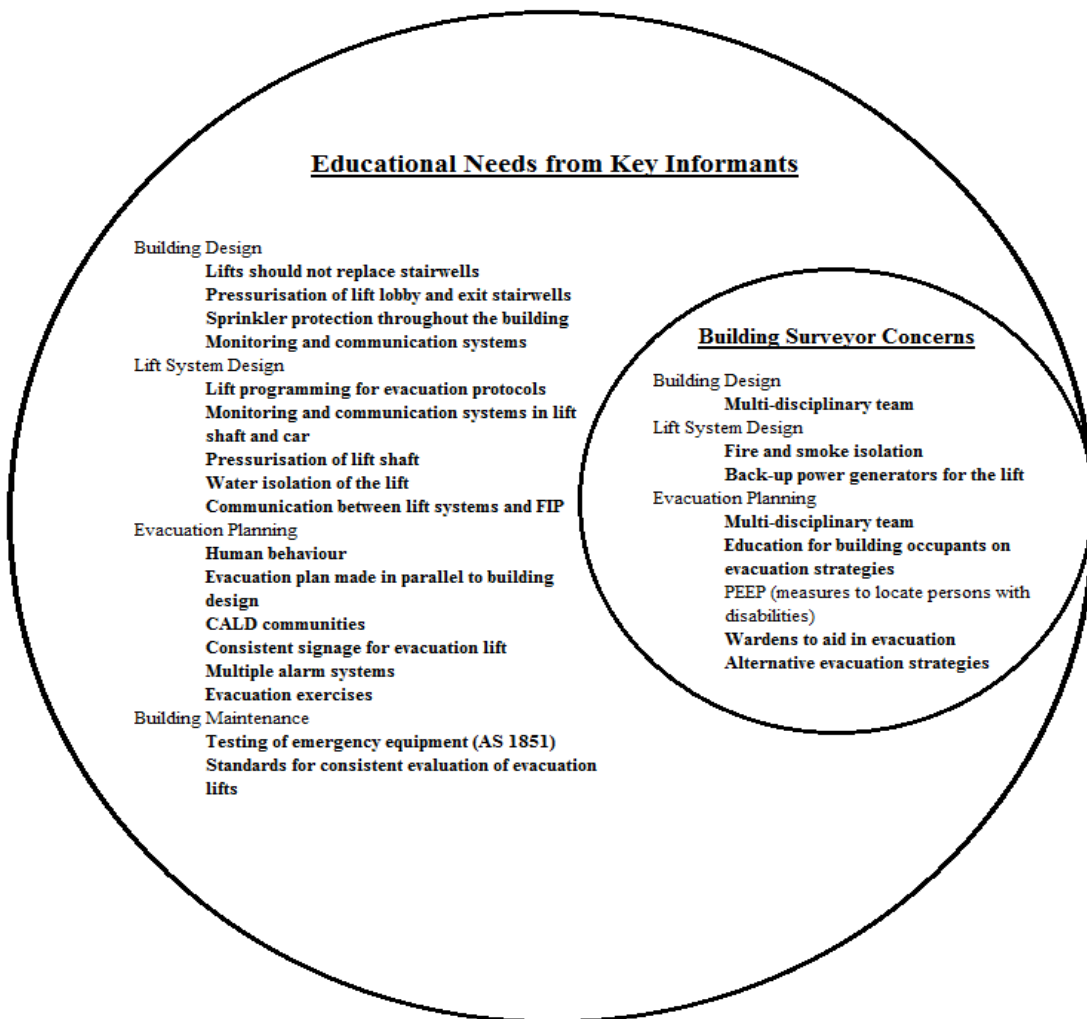 Educational Needs from Key Informants
Building Design
Lifts should not replace stairwells
Pressurisation of lift lobby and exit stairwells
Sprinkler protection throughout the building
Monitoring and communication systems
Lift System Design
Lift programming for evacuation protocols
Monitoring and communication systems in lift
shaft and car
Pressurisation of lift shaft
Water isolation of the lift
Communication between lift systems and FIP
Evacuation Planning
Human behaviour
Evacuation plan made in parallel to building
design
CALD communities
Consistent signage for evacuation lift
Multiple alarm systems
Evacuation exercises
Building Maintenance
Testing of emergency equipment (AS 1851)
Standards for consistent evaluation of evacuation
lifts
Building Surveyor Concerns
Building Design
Multi-disciplinary team
Lift System Design
Fire and smoke isolation
Back-up power generators for the lift
Evacuation Planning
Multi-disciplinary team
Education for building occupants on
evacuation strategies
PEEP (measures to locate persons with
disabilities)
Wardens to aid in evacuation
Alternative evacuation strategies